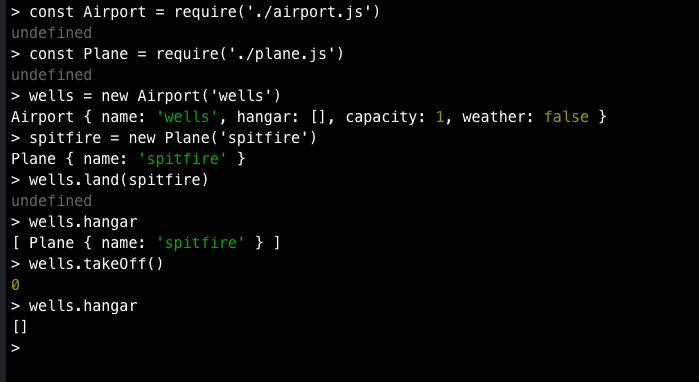 > const Airport = require('./airport.js')
undefined
> const Plane = require('./plane.js')
undefined
> wells = new Airport('wells')
Airport { name: 'wells', hangar: [], capacity: 1, weather: false }
> spitfire = new Plane('spitfire')
Plane { name: 'spitfire' }
> wells.land(spitfire)
undefined
> wells.hangar
[ Plane { name: 'spitfire' } ]
> wells.takeOff()
0
> wells.hangar
[]
>